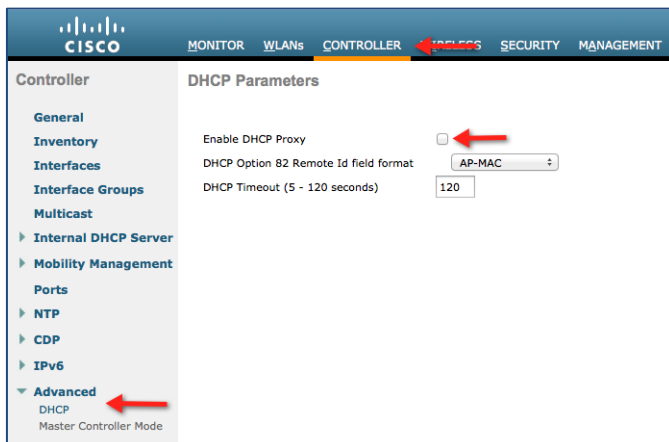 CISCO
MONITOR WLANs CONTROLLER SECURITY MANAGEMENT
Controller
General
Inventory
Interfaces
Interface Groups
Multicast
Internal DHCP Server
Mobility Management
Ports
NTP
CDP
IPv6
Advanced
DHCP
Master Controller Mode
DHCP Parameters
Enable DHCP Proxy
DHCP Option 82 Remote Id field format AP-MAC
DHCP Timeout (5 - 120 seconds) 120